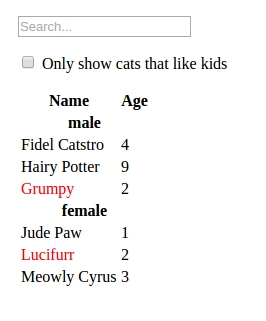 Search...
Only show cats that like kids
Name Age
male
Fidel Catstro 4
Hairy Potter 9
Grumpy 2
female
Jude Paw 1
Lucifurr 2
Meowly Cyrus 3